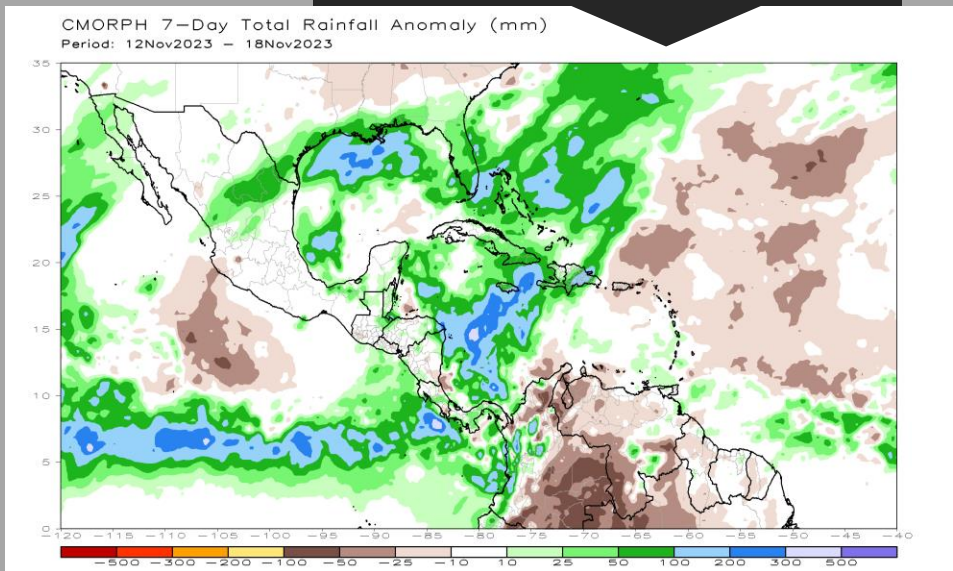 CMORPH 7-Day Total Rainfall Anomaly (mm)
Period: 12Nov2023 - 18Nov2023
35
30
25
20
15
10
5
0
-120 -115 -110 -105 -100 -95 -90 -85 -80 -75 -70 -65 -60 -55 -50 -45 -40
-500 -300 -200 -100 -50 -25 -10 10 25 50 100 200 300 500